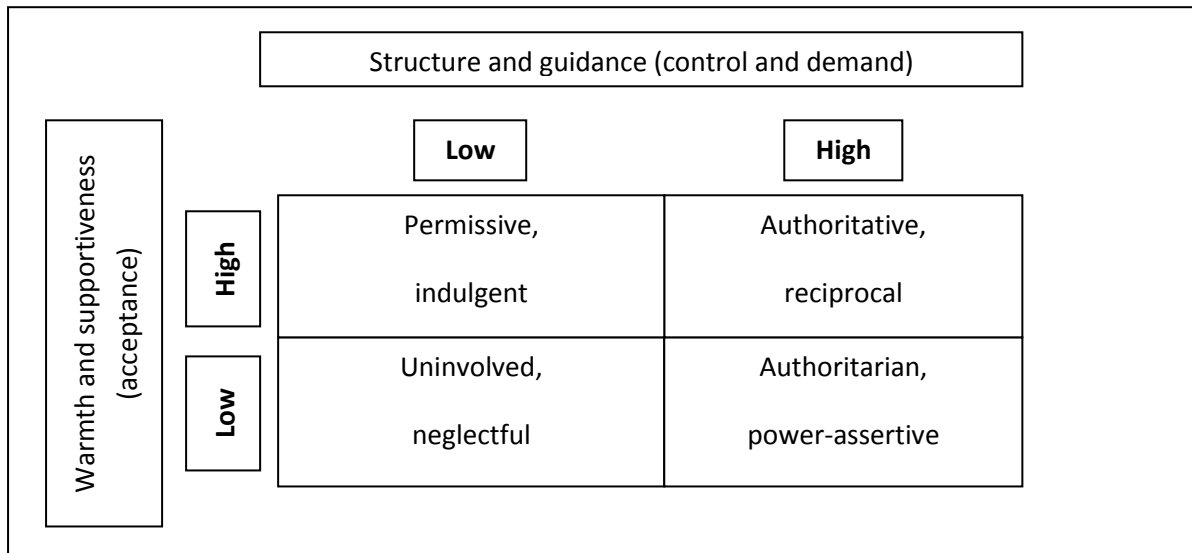 Structure and guidance (control and demand)
Low
High
Warmth and supportiveness
(acceptance)
High
Permissive,
indulgent
Authoritative,
reciprocal
Low
Uninvolved,
neglectful
Authoritarian,
power-assertive